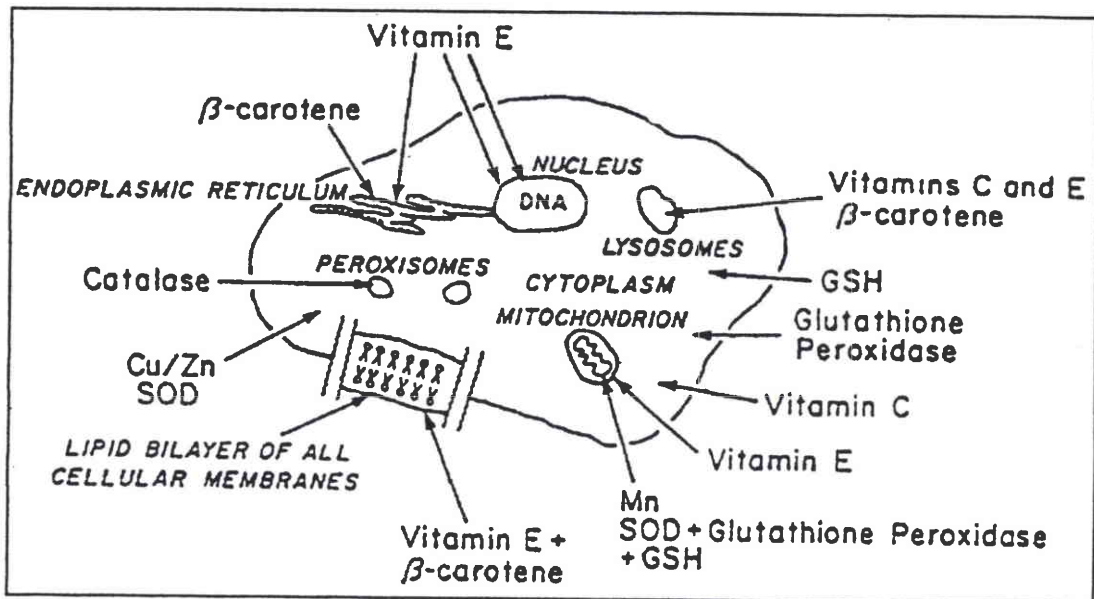 Vitamin E
β-carotene
NUCLEUS
ENDOPLASMIC RETICULUM
DNA
Vitamins C and E
β-carotene
LYSOSOMES
PEROXISOMES
CYTOPLASM
Catalase
GSH
MITOCHONDRION
Glutathione
Peroxidase
Cu/Zn
SOD
Vitamin C
LIPID BILAYER OF ALL
CELLULAR MEMBRANES
Vitamin E
Mn
SOD + Glutathione Peroxidase
+ GSH
Vitamin E +
β-carotene